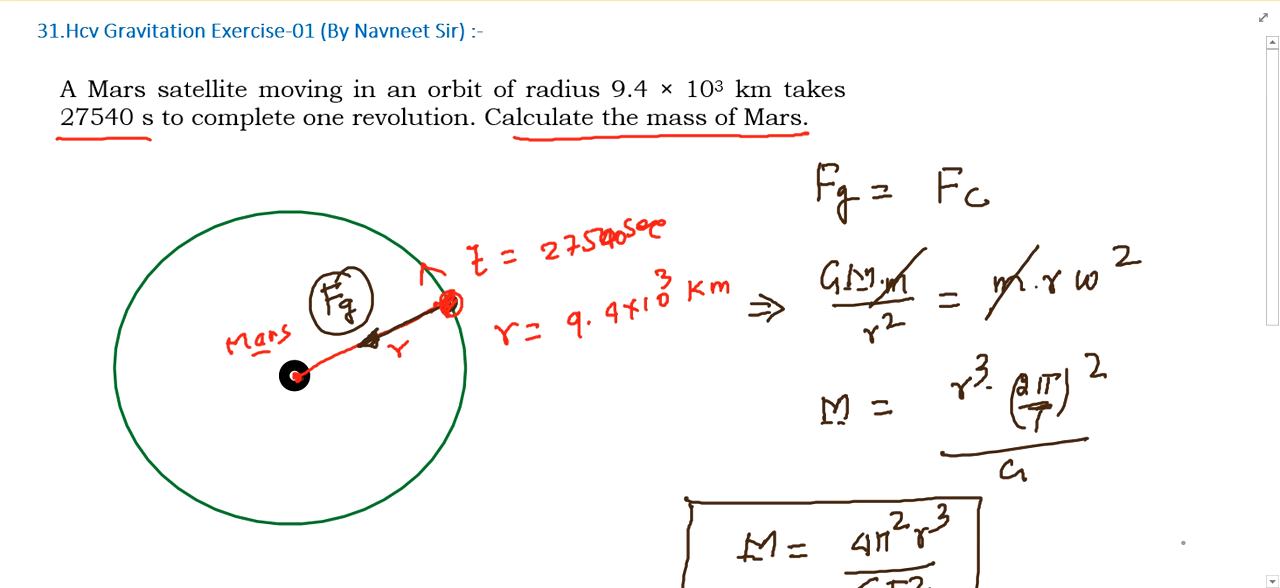 31.Hcv Gravitation Exercise-01 (By Navneet Sir) :-
A Mars satellite moving in an orbit of radius 9.4 × 10³ km takes
27540 s to complete one revolution. Calculate the mass of Mars.
Fg = Fc
t = 27540 sec
r = 9.4×10³ Km
Fg
Mars
r
⇒ GM.m/r² = m.rω²
M = r³.(2π/T)²/G
M = 4π²r³